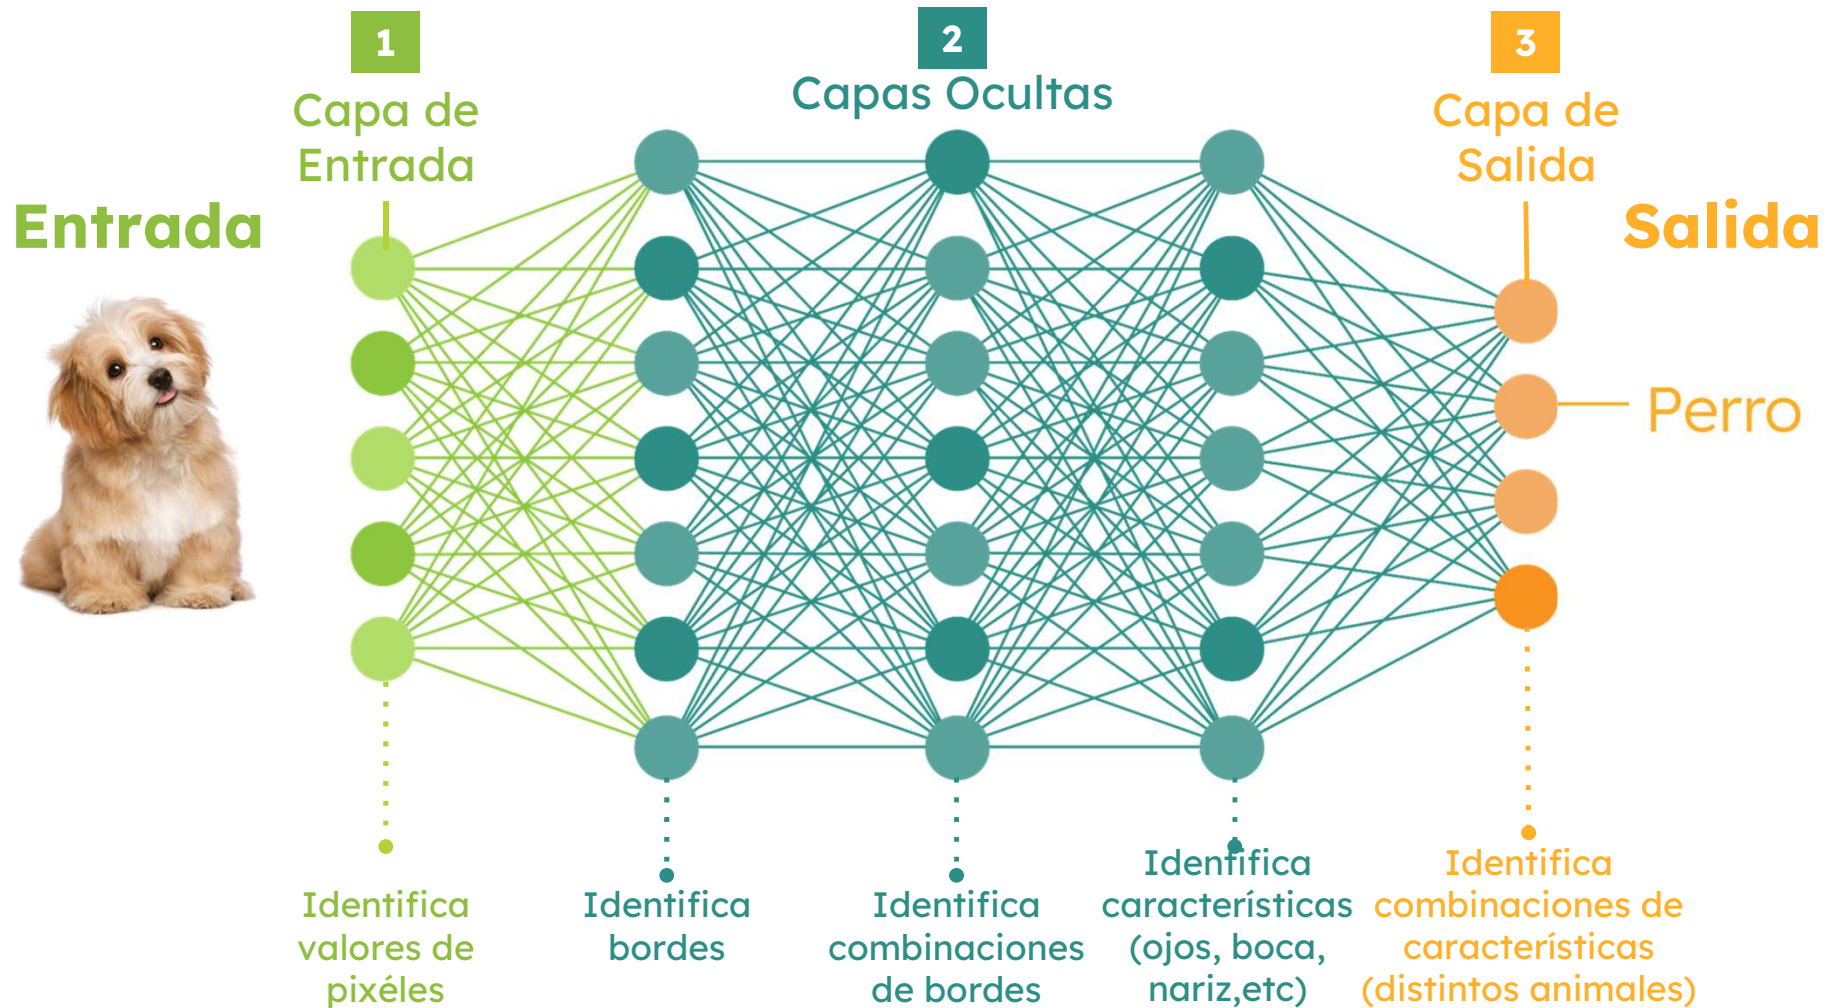 1
Capa de
Entrada
2
Capas Ocultas
3
Capa de
Salida
Entrada
Salida
Perro
Identifica
valores de
pixéles
Identifica
bordes
Identifica
combinaciones
de bordes
Identifica
características
(ojos, boca,
nariz,etc)
Identifica
combinaciones de
características
(distintos animales)